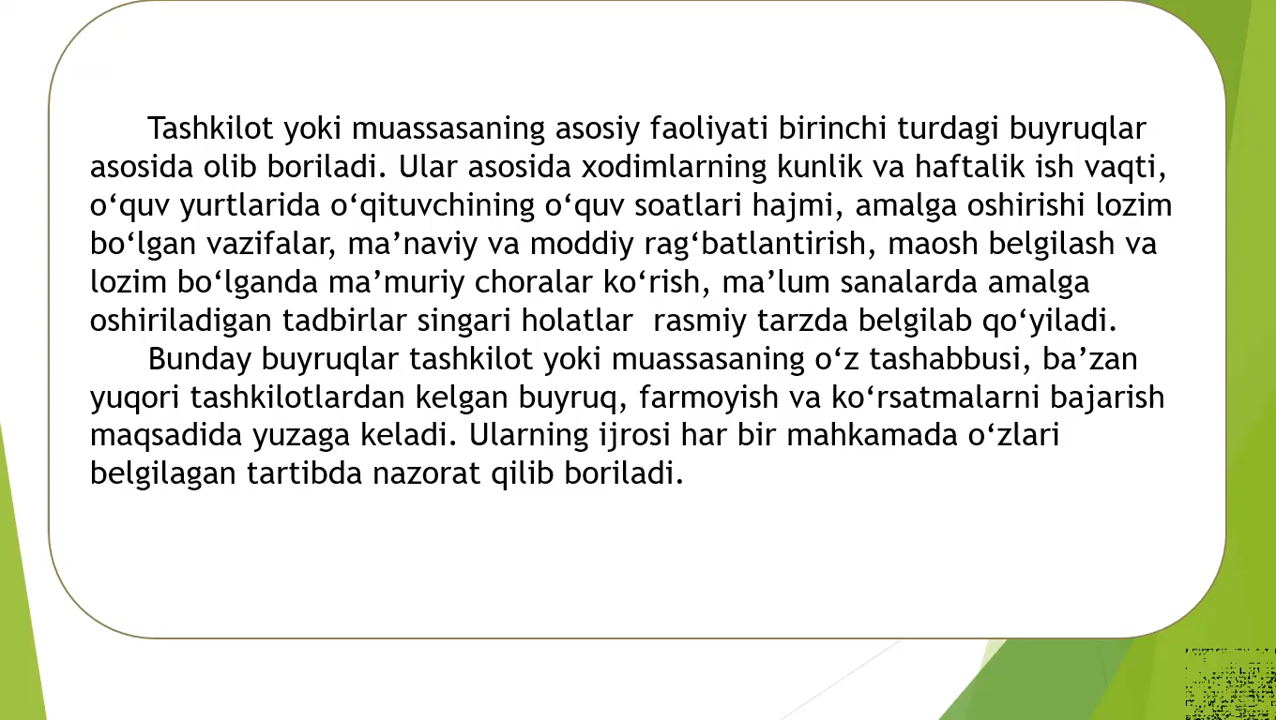 Tashkilot yoki muassasaning asosiy faoliyati birinchi turdagi buyruqlar
asosida olib boriladi. Ular asosida xodimlarning kunlik va haftalik ish vaqti,
o‘quv yurtlarida o‘qituvchining o‘quv soatlari hajmi, amalga oshirishi lozim
bo‘lgan vazifalar, ma’naviy va moddiy rag‘batlantirish, maosh belgilash va
lozim bo‘lganda ma’muriy choralar ko‘rish, ma’lum sanalarda amalga
oshiriladigan tadbirlar singari holatlar  rasmiy tarzda belgilab qo‘yiladi.
Bunday buyruqlar tashkilot yoki muassasaning o‘z tashabbusi, ba’zan
yuqori tashkilotlardan kelgan buyruq, farmoyish va ko‘rsatmalarni bajarish
maqsadida yuzaga keladi. Ularning ijrosi har bir mahkamada o‘zlari
belgilagan tartibda nazorat qilib boriladi.